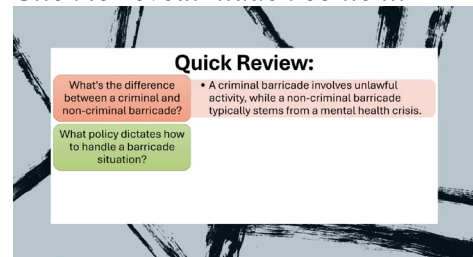 Quick Review:
What's the difference
between a criminal and
non-criminal barricade?
• A criminal barricade involves unlawful
activity, while a non-criminal barricade
typically stems from a mental health crisis.
What policy dictates how
to handle a barricade
situation?